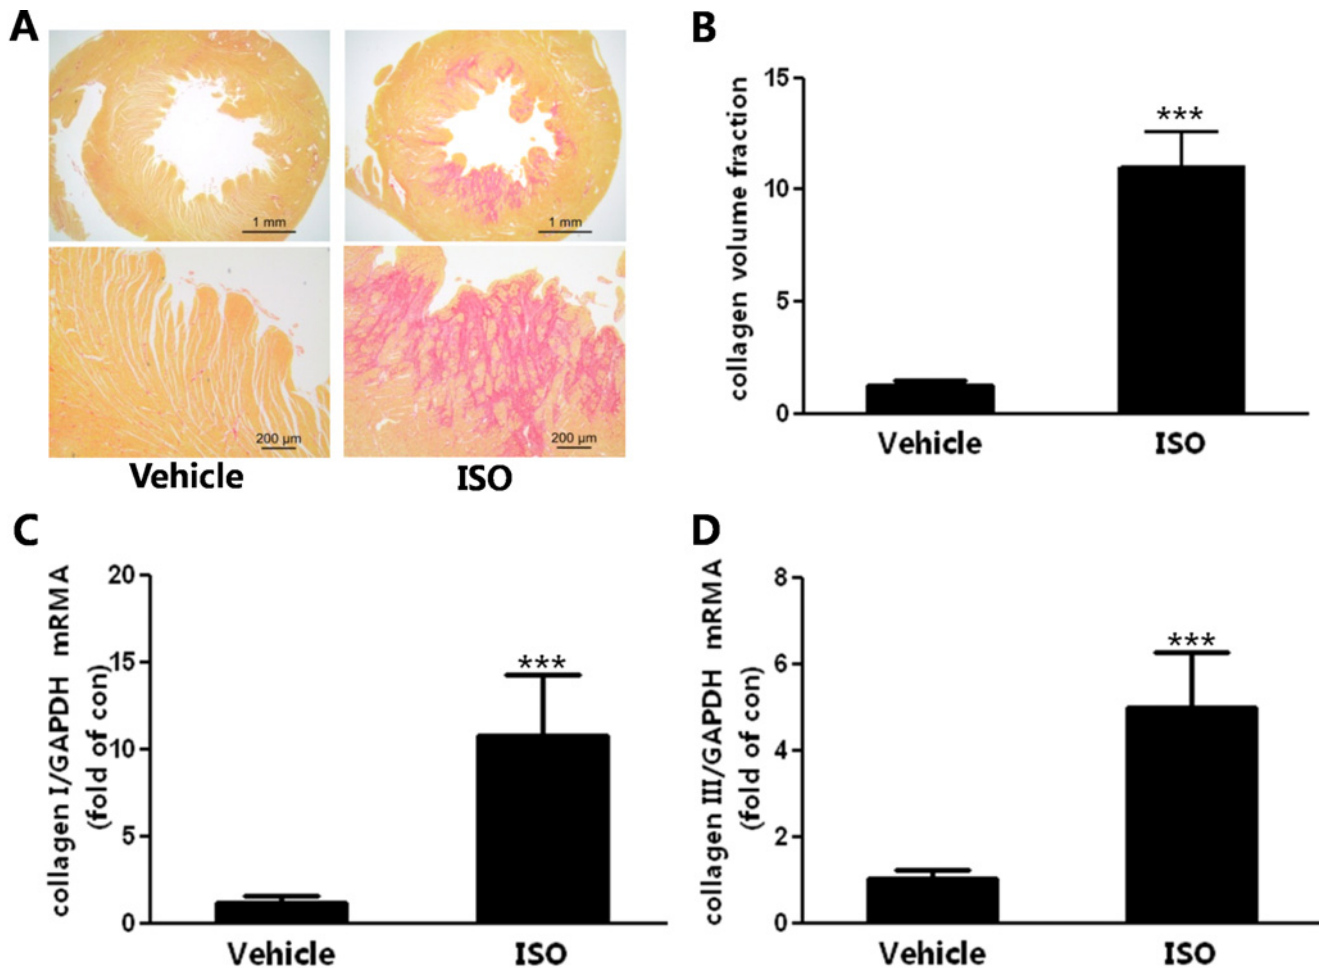 A
1 mm
200 µm
Vehicle
1 mm
200 µm
ISO
B
collagen volume fraction
15
10
5
0
***
Vehicle
ISO
C
collagen I/GAPDH mRMA
(fold of con)
20
15
10
5
0
***
Vehicle
ISO
D
collagen III/GAPDH mRMA
(fold of con)
8
6
4
2
0
***
Vehicle
ISO